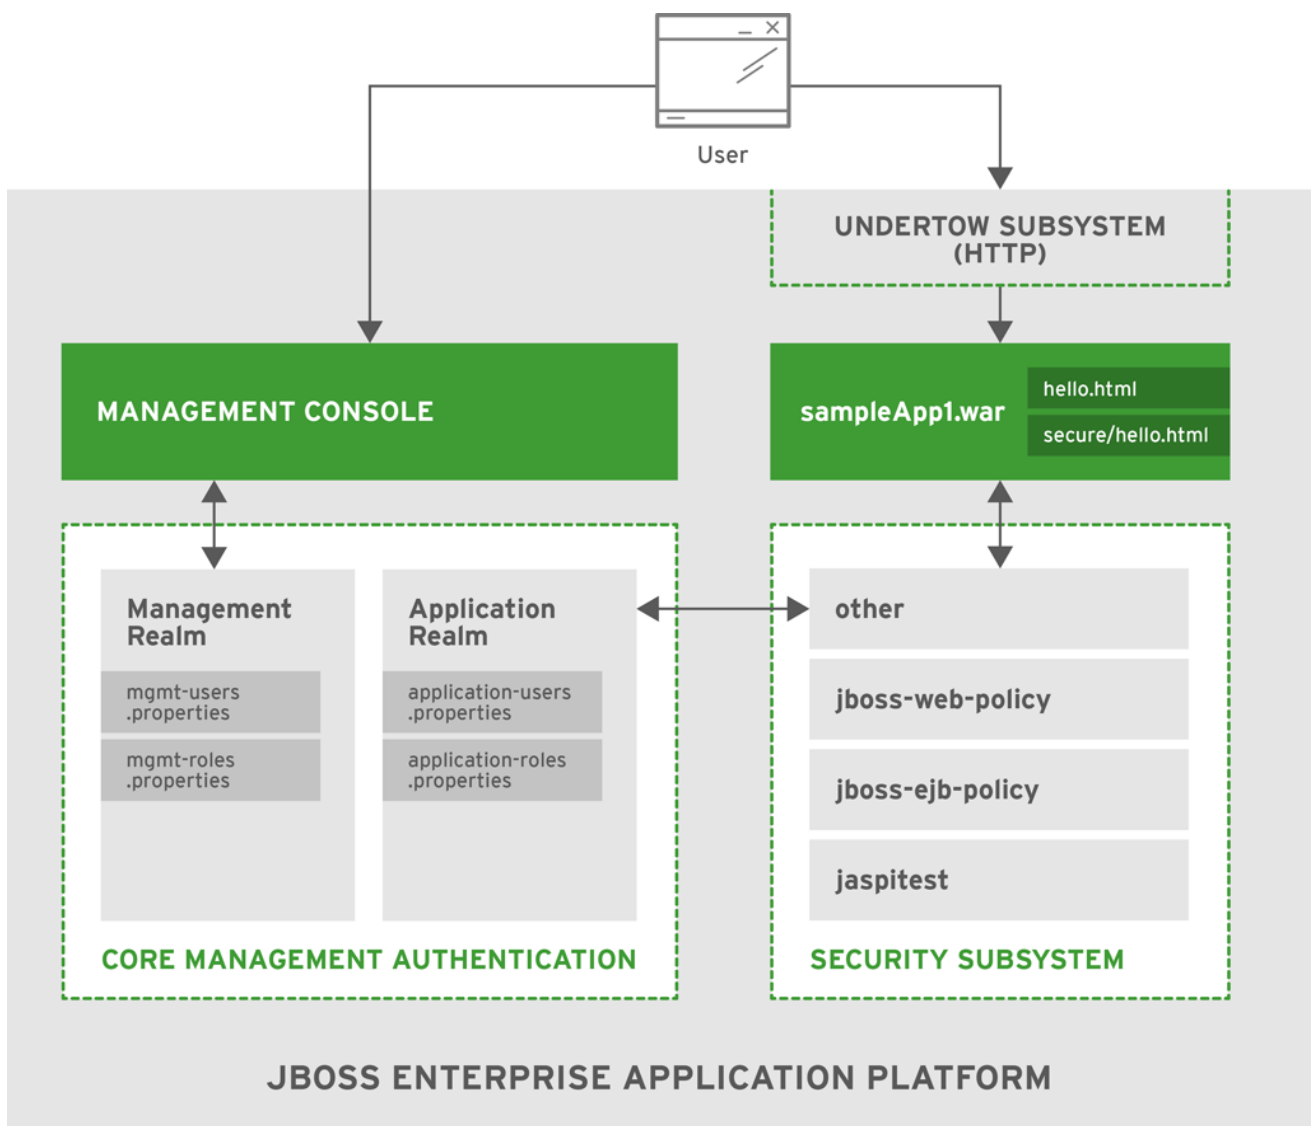 User
UNDERTOW SUBSYSTEM
(HTTP)
MANAGEMENT CONSOLE
sampleApp1.war
hello.html
secure/hello.html
Management
Realm
mgmt-users
.properties
mgmt-roles
.properties
Application
Realm
application-users
.properties
application-roles
.properties
CORE MANAGEMENT AUTHENTICATION
other
jboss-web-policy
jboss-ejb-policy
jaspitest
SECURITY SUBSYSTEM
JBOSS ENTERPRISE APPLICATION PLATFORM